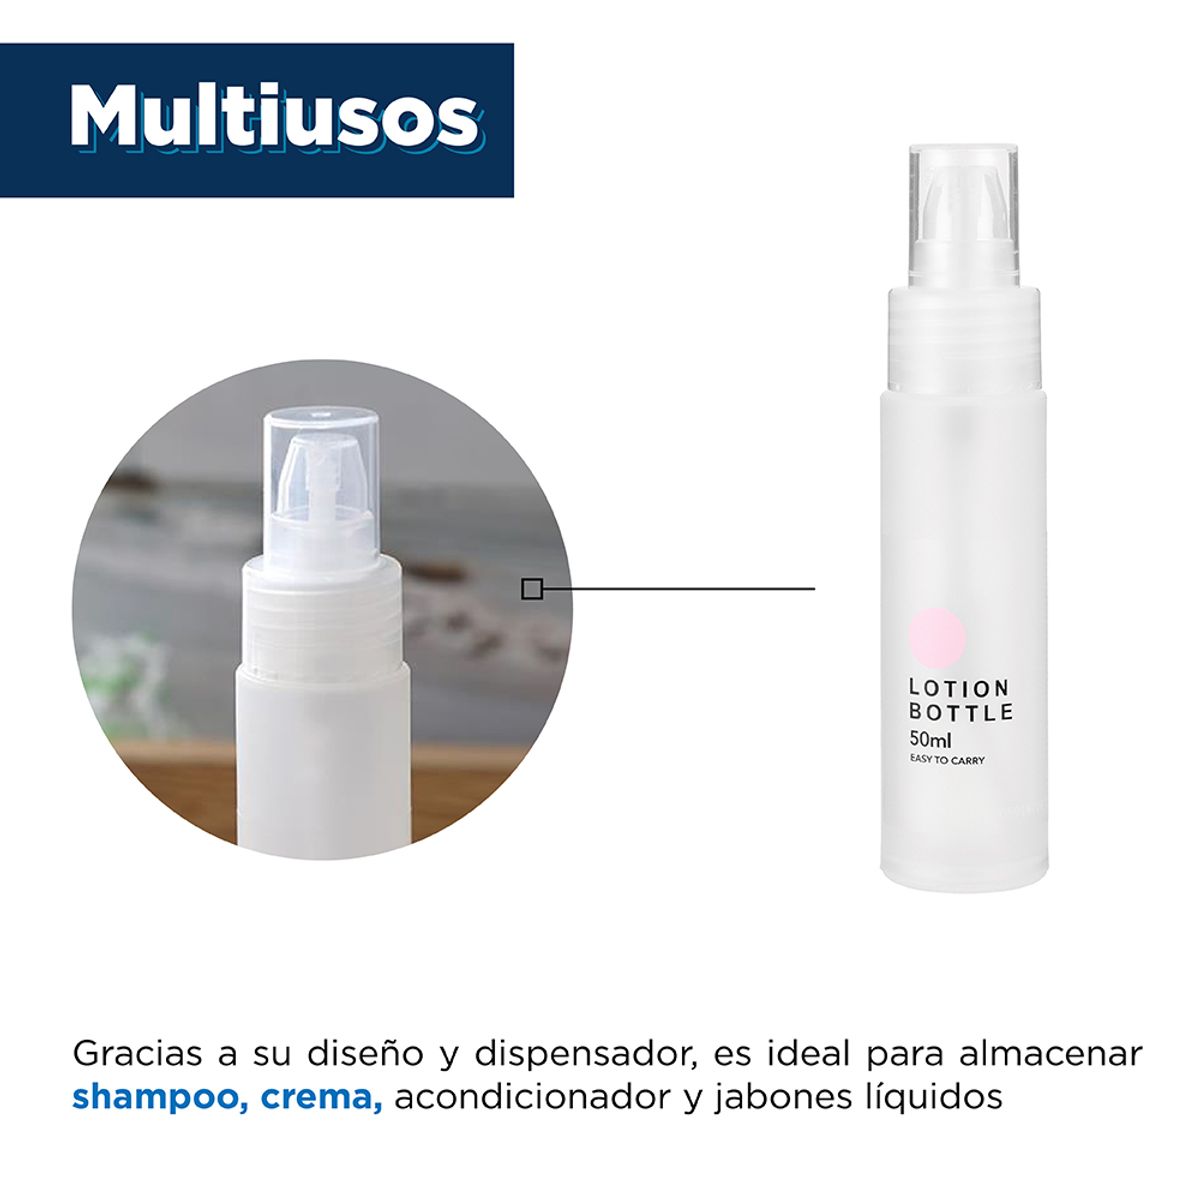 Multiusos
LOTION
BOTTLE
50ml
EASY TO CARRY
Gracias a su diseño y dispensador, es ideal para almacenar
shampoo, crema, acondicionador y jabones líquidos